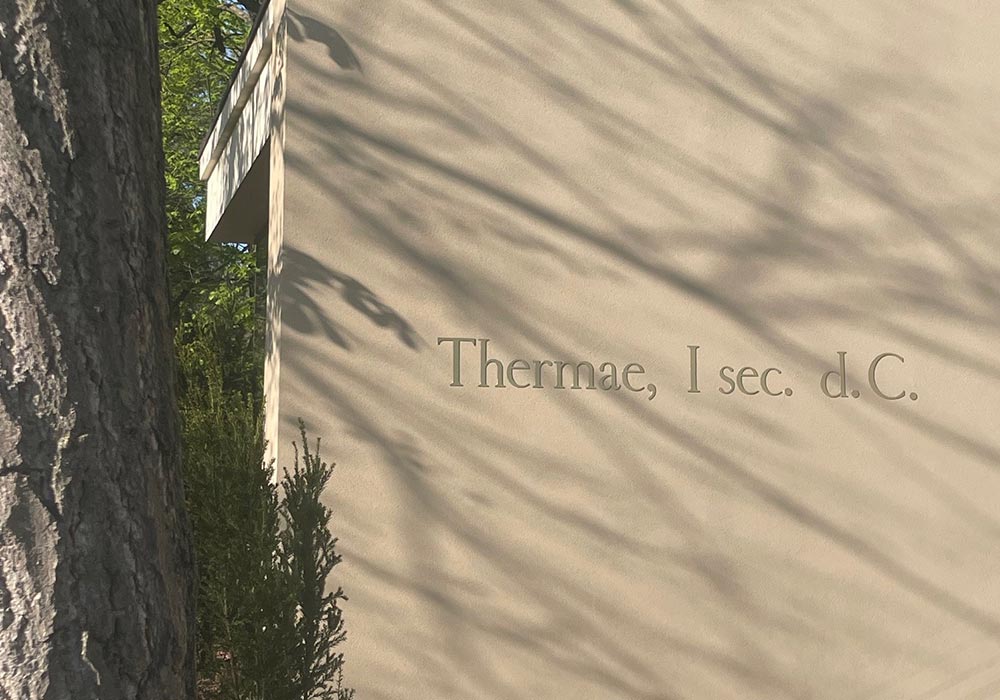 Thermae, I sec. d.C.